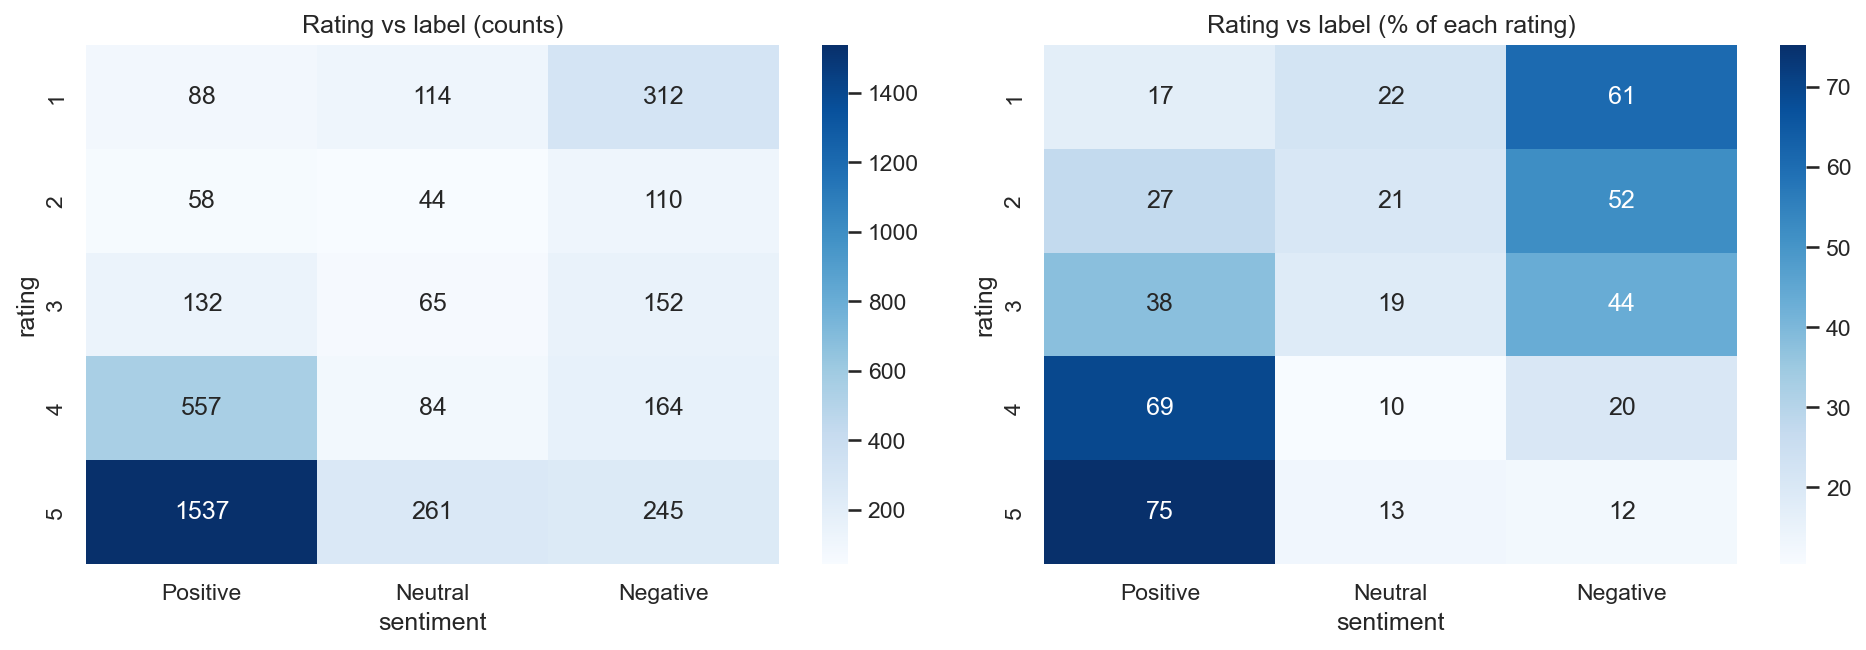 Rating vs label (counts)
rating
1 88 114 312
2 58 44 110
3 132 65 152
4 557 84 164
5 1537 261 245
Positive Neutral Negative
sentiment
1400
1200
1000
800
600
400
200
Rating vs label (% of each rating)
rating
1 17 22 61
2 27 21 52
3 38 19 44
4 69 10 20
5 75 13 12
Positive Neutral Negative
sentiment
70
60
50
40
30
20